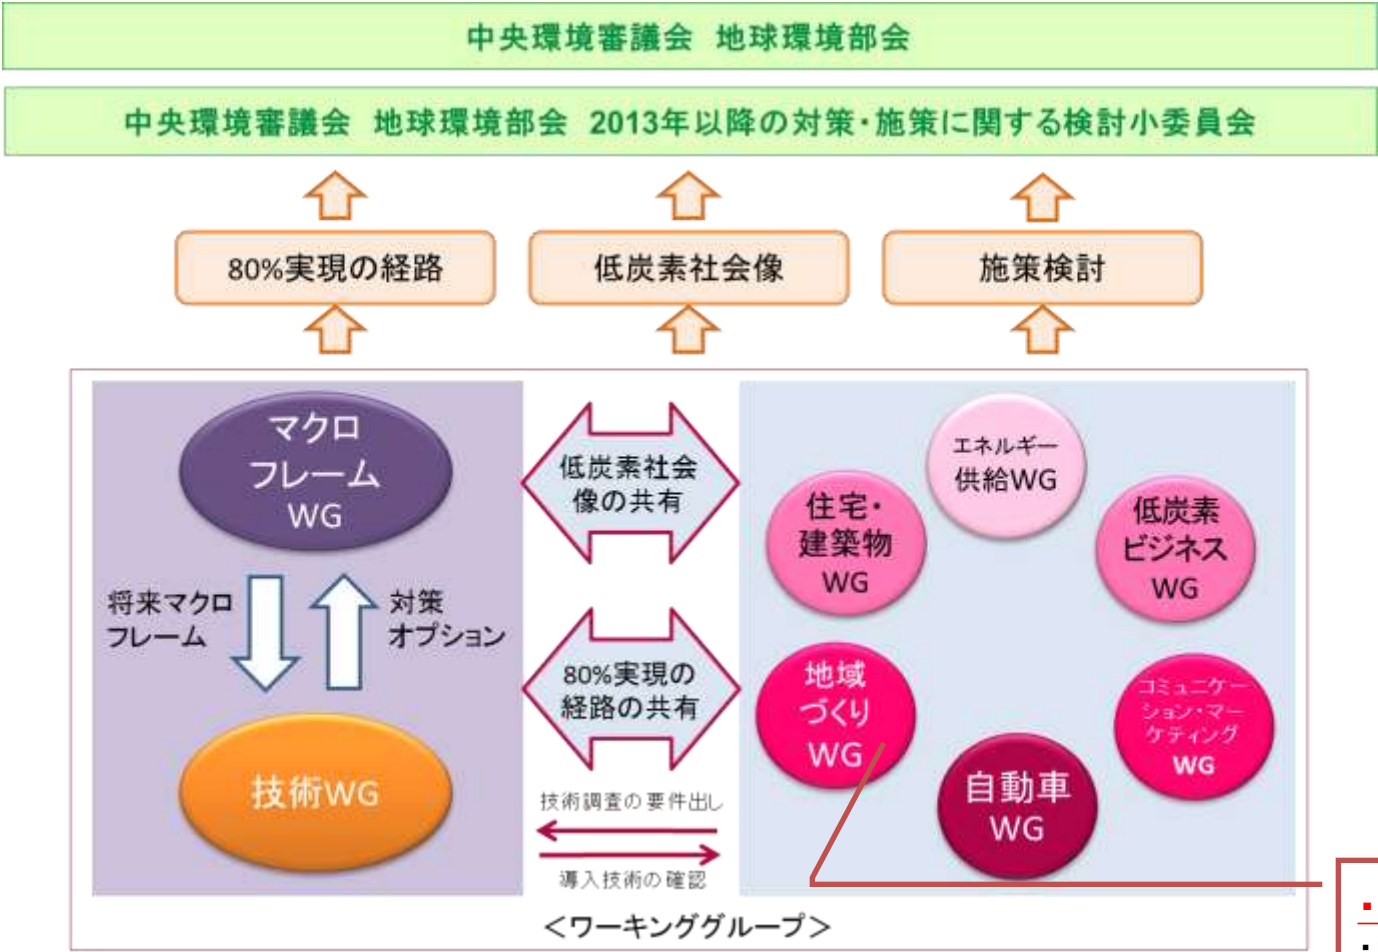 中央環境審議会 地球環境部会
中央環境審議会 地球環境部会 2013年以降の対策・施策に関する検討小委員会
80%実現の経路
低炭素社会像
施策検討
マクロ
フレーム
WG
将来マクロ
フレーム
対策
オプション
技術WG
低炭素社会
像の共有
80%実現の
経路の共有
技術調査の要件出し
導入技術の確認
エネルギー
供給WG
住宅・
建築物
WG
低炭素
ビジネス
WG
地域
づくり
WG
コミュニケー
ション・マー
ケティング
WG
自動車
WG
<ワーキンググループ>